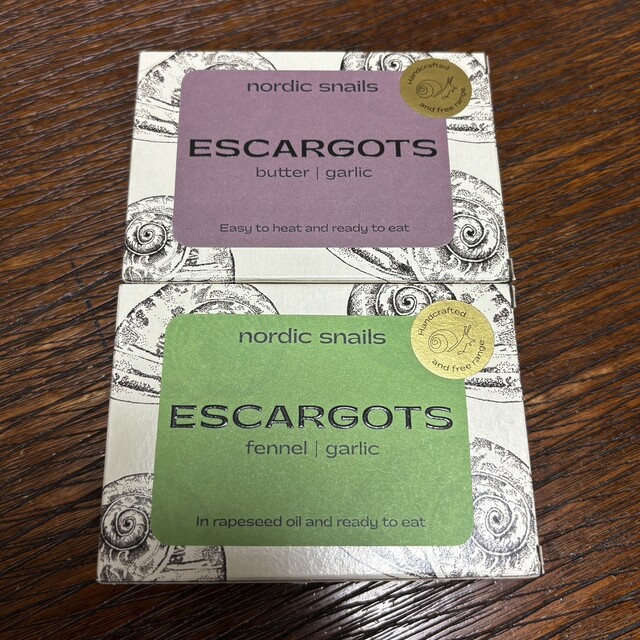 nordic snails
Handcrafted
and free range
ESCARGOTS
butter | garlic
Easy to heat and ready to eat
nordic snails
Handcrafted
and free range
ESCARGOTS
fennel | garlic
In rapeseed oil and ready to eat